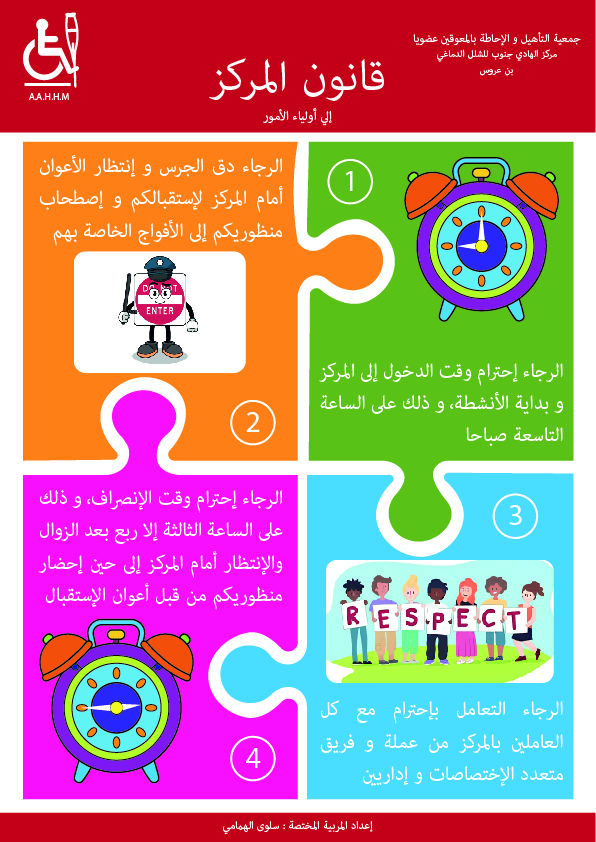 جمعية التأهيل و الإحاطة بالمعوقين عضويا
مركز الهادي جنوب للشلل الدماغي
بن عروس
A.A.H.H.M
قانون المركز
إلي أولياء الأمور
1
الرجاء إحترام وقت الدخول إلى المركز
و بداية الأنشطة، و ذلك على الساعة
التاسعة صباحا
الرجاء دق الجرس و إنتظار الأعوان
أمام المركز لإستقبالكم و إصطحاب
منظوريكم إلى الأفواج الخاصة بهم
DO NOT
ENTER
2
3
RESPECT
الرجاء التعامل بإحترام مع كل
العاملين بالمركز من عملة و فريق
متعدد الإختصاصات و إداريين
الرجاء إحترام وقت الإنصراف، و ذلك
على الساعة الثالثة إلا ربع بعد الزوال
والإنتظار أمام المركز إلى حين إحضار
منظوريكم من قبل أعوان الإستقبال
4
إعداد المربية المختصة : سلوى الهمامي